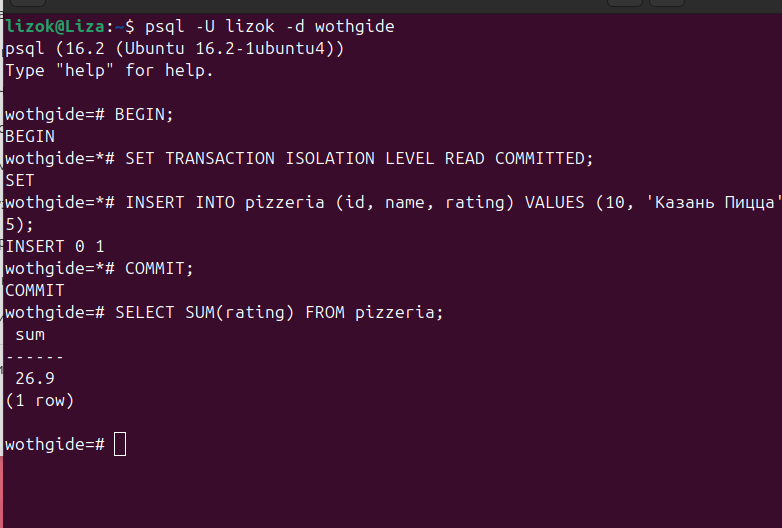 lizok@Liza:~$ psql -U lizok -d wothgide
psql (16.2 (Ubuntu 16.2-1ubuntu4))
Type "help" for help.
wothgide=# BEGIN;
BEGIN
wothgide=*# SET TRANSACTION ISOLATION LEVEL READ COMMITTED;
SET
wothgide=*# INSERT INTO pizzeria (id, name, rating) VALUES (10, 'Казань Пицца'
5);
INSERT 0 1
wothgide=*# COMMIT;
COMMIT
wothgide=# SELECT SUM(rating) FROM pizzeria;
sum
------
26.9
(1 row)
wothgide=#